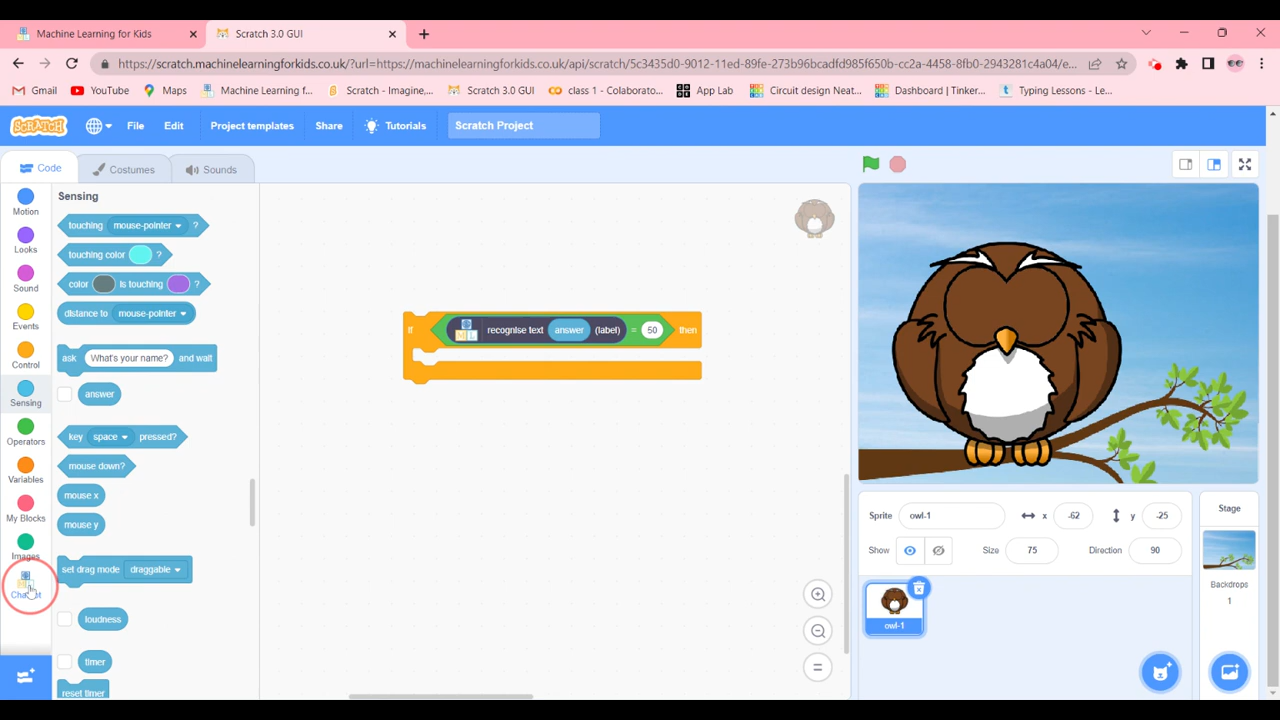 Machine Learning for Kids
Scratch 3.0 GUI
https://scratch.machinelearningforkids.co.uk/?url=https://machinelearningforkids.co.uk/api/scratch/5c3435d0-9012-11ed-89fe-273b96bcadfd985f650b-cc2a-4458-8fb0-2943281c4a04/e...
Gmail YouTube Maps Machine Learning f... Scratch - Imagine,... Scratch 3.0 GUI class 1 - Colaborato... App Lab Circuit design Neat... Dashboard | Tinker... Typing Lessons - Le...
SCRATCH File Edit Project templates Share Tutorials Scratch Project
Code Costumes Sounds
Motion
Looks
Sound
Events
Control
Sensing
Operators
Variables
My Blocks
Images
Sensing
touching mouse-pointer ?
touching color ?
color is touching ?
distance to mouse-pointer
ask What's your name? and wait
answer
key space pressed?
mouse down?
mouse x
mouse y
set drag mode draggable
loudness
timer
reset timer
if recognise text answer (label) = 50 then
Sprite owl-1 x -62 y -25
Show Size 75 Direction 90
owl-1
Stage
Backdrops
1